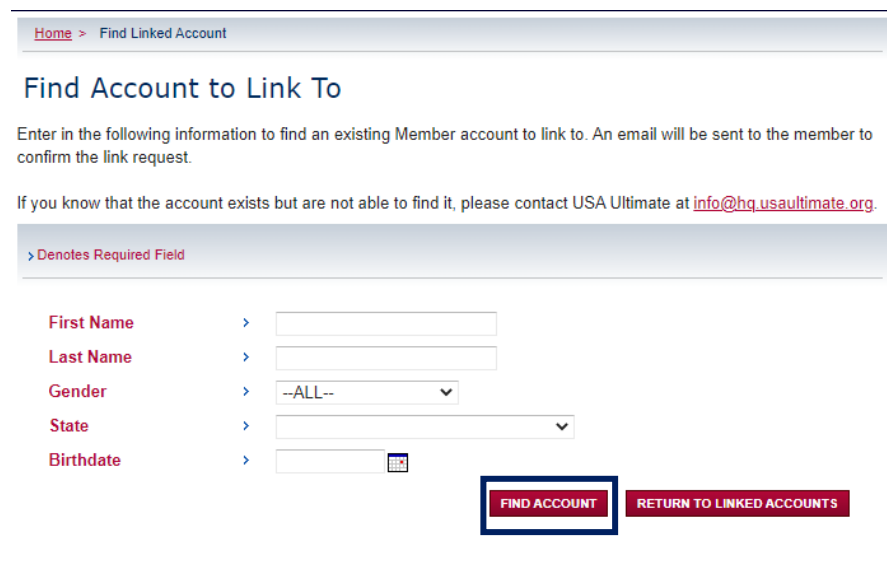 Home > Find Linked Account
Find Account to Link To
Enter in the following information to find an existing Member account to link to. An email will be sent to the member to
confirm the link request.
If you know that the account exists but are not able to find it, please contact USA Ultimate at info@hq.usaultimate.org.
> Denotes Required Field
First Name >
Last Name >
Gender > --ALL--
State >
Birthdate >
FIND ACCOUNT RETURN TO LINKED ACCOUNTS